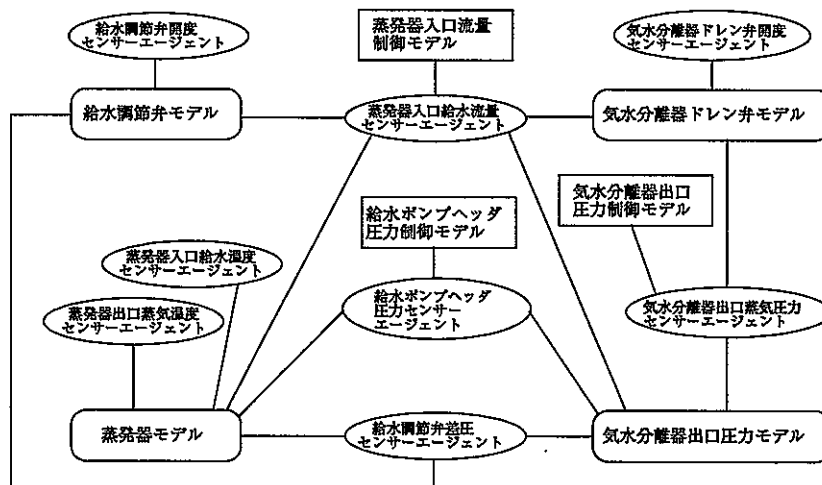 給水調節弁開度
センサーエージェント
蒸発器入口流量
制御モデル
気水分離器ドレン弁開度
センサーエージェント
給水調節弁モデル
蒸発器入口給水流量
センサーエージェント
気水分離器ドレン弁モデル
給水ポンプヘッダ
圧力制御モデル
気水分離器出口
圧力制御モデル
蒸発器入口給水温度
センサーエージェント
蒸発器出口蒸気温度
センサーエージェント
給水ポンプヘッダ
圧力センサー
エージェント
気水分離器出口蒸気圧力
センサーエージェント
蒸発器モデル
給水調節弁差圧
センサーエージェント
気水分離器出口圧力モデル